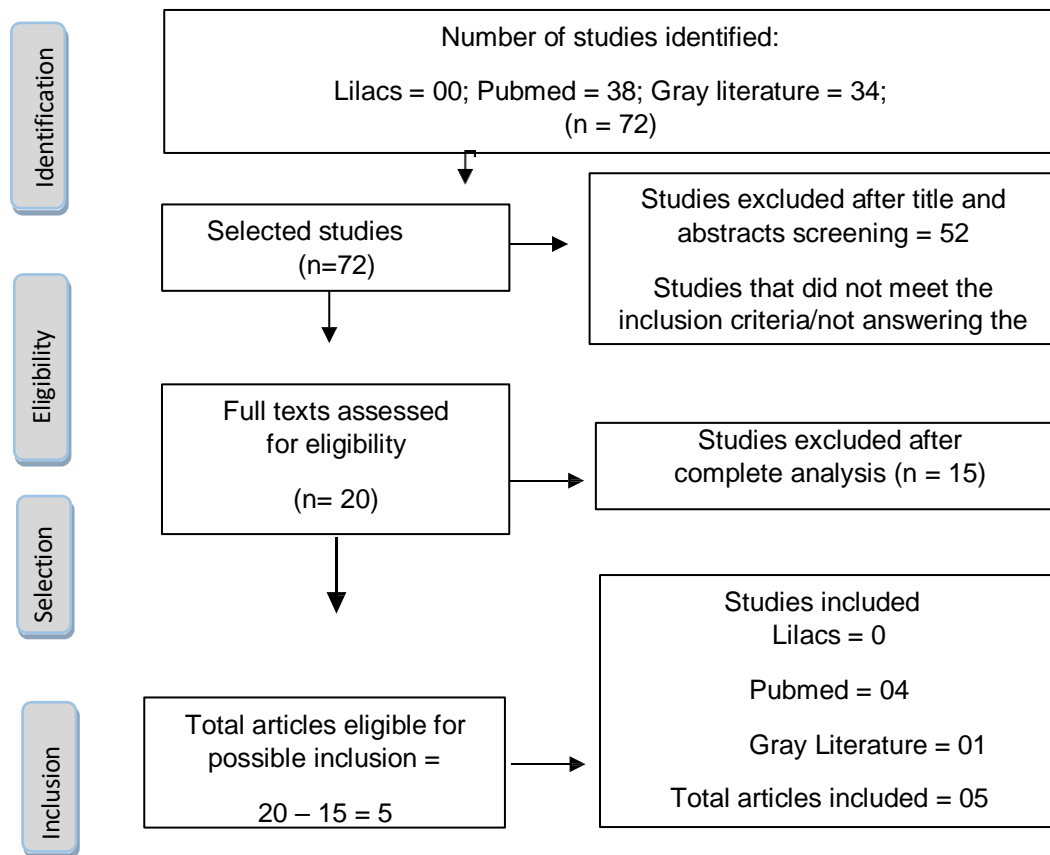 Identification
Number of studies identified:
Lilacs = 00; Pubmed = 38; Gray literature = 34;
(n = 72)
Selected studies
(n=72)
Studies excluded after title and
abstracts screening = 52
Studies that did not meet the
inclusion criteria/not answering the
Eligibility
Full texts assessed
for eligibility
(n= 20)
Studies excluded after
complete analysis (n = 15)
Selection
Studies included
Lilacs = 0
Pubmed = 04
Gray Literature = 01
Total articles included = 05
Inclusion
Total articles eligible for
possible inclusion =
20 – 15 = 5